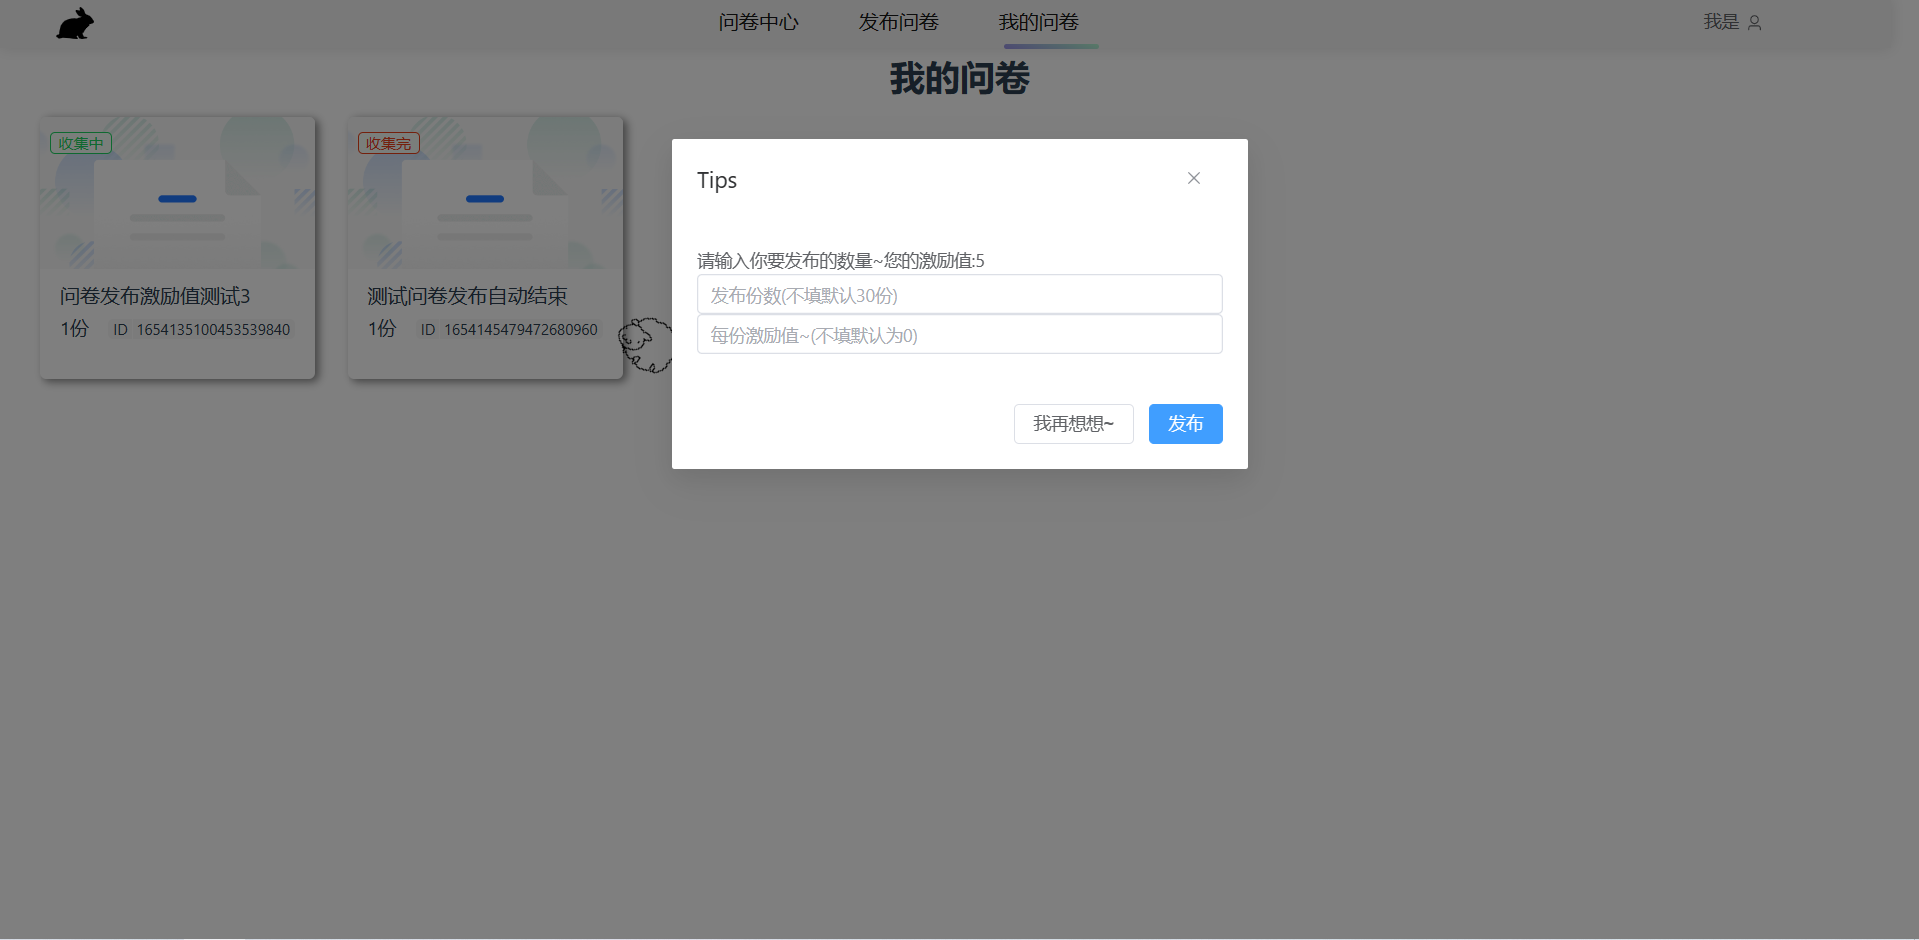 问卷中心
发布问卷
我的问卷
我是
我的问卷
收集中
问卷发布激励值测试3
1份 ID 1654135100453539840
收集完
测试问卷发布自动结束
1份 ID 1654145479472680960
Tips
请输入你要发布的数量~您的激励值:5
发布份数(不填默认30份)
每份激励值~(不填默认为0)
我再想想~
发布